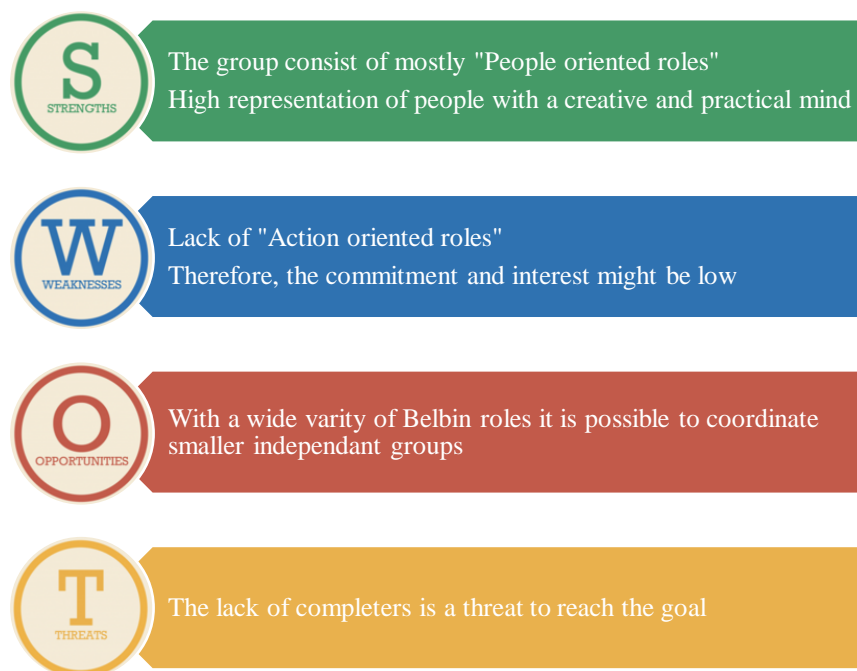 S
STRENGTHS
The group consist of mostly "People oriented roles"
High representation of people with a creative and practical mind
W
WEAKNESSES
Lack of "Action oriented roles"
Therefore, the commitment and interest might be low
O
OPPORTUNITIES
With a wide varity of Belbin roles it is possible to coordinate
smaller independant groups
T
THREATS
The lack of completers is a threat to reach the goal